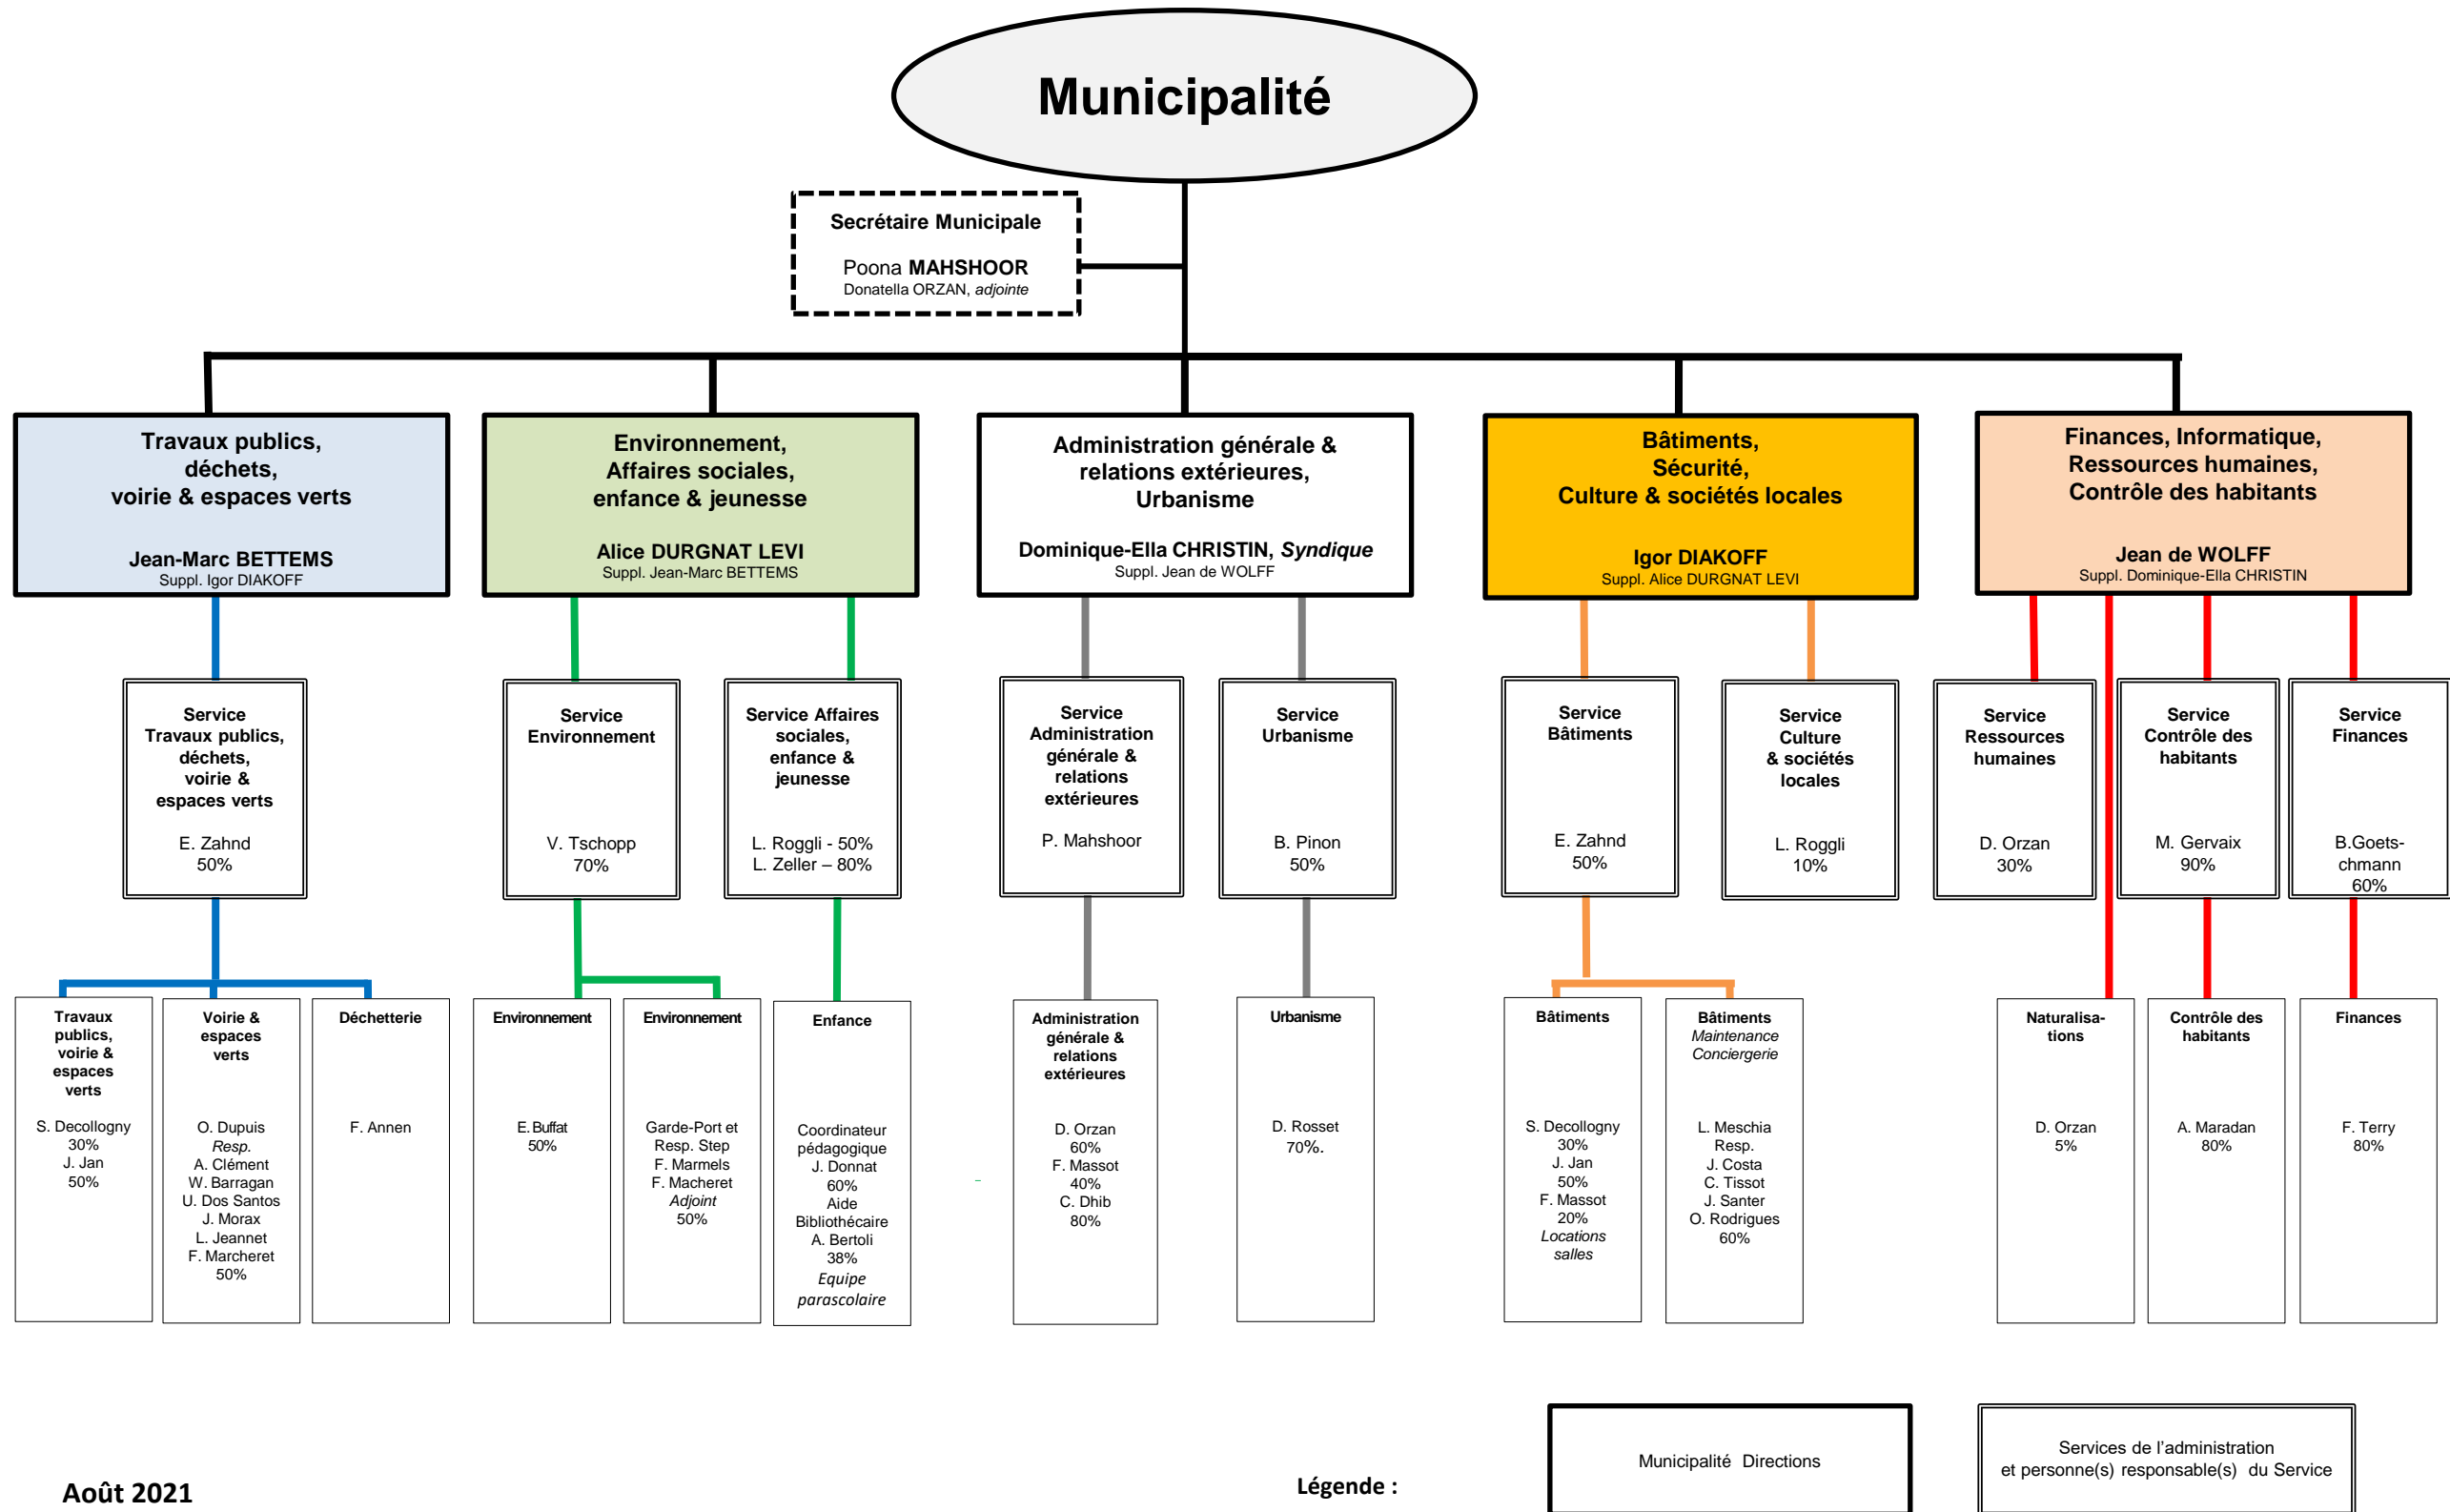 Municipalité
Secrétaire Municipale
Poona MAHSHOOR
Donatella ORZAN, adjointe
Travaux publics,
déchets,
voirie & espaces verts
Jean-Marc BETTEMS
Suppl. Igor DIAKOFF
Environnement,
Affaires sociales,
enfance & jeunesse
Alice DURGNAT LEVI
Suppl. Jean-Marc BETTEMS
Administration générale &
relations extérieures,
Urbanisme
Dominique-Ella CHRISTIN, Syndique
Suppl. Jean de WOLFF
Bâtiments,
Sécurité,
Culture & sociétés locales
Igor DIAKOFF
Suppl. Alice DURGNAT LEVI
Finances, Informatique,
Ressources humaines,
Contrôle des habitants
Jean de WOLFF
Suppl. Dominique-Ella CHRISTIN
Service
Travaux publics,
déchets,
voirie &
espaces verts
E. Zahnd
50%
Service
Environnement
V. Tschopp
70%
Service Affaires
sociales,
enfance &
jeunesse
L. Roggli - 50%
L. Zeller – 80%
Service
Administration
générale &
relations
extérieures
P. Mahshoor
Service
Urbanisme
B. Pinon
50%
Service
Bâtiments
E. Zahnd
50%
Service
Culture
& sociétés
locales
L. Roggli
10%
Service
Ressources
humaines
D. Orzan
30%
Service
Contrôle des
habitants
M. Gervaix
90%
Service
Finances
B.Goets-
chmann
60%
Travaux
publics,
voirie &
espaces
verts
S. Decollogny
30%
J. Jan
50%
Voirie &
espaces
verts
O. Dupuis
Resp.
A. Clément
W. Barragan
U. Dos Santos
J. Morax
L. Jeannet
F. Marcheret
50%
Déchetterie
F. Annen
Environnement
E. Buffat
50%
Environnement
Garde-Port et
Resp. Step
F. Marmels
F. Macheret
Adjoint
50%
Enfance
Coordinateur
pédagogique
J. Donnat
60%
Aide
Bibliothécaire
A. Bertoli
38%
Equipe
parascolaire
Administration
générale &
relations
extérieures
D. Orzan
60%
F. Massot
40%
C. Dhib
80%
Urbanisme
D. Rosset
70%.
Bâtiments
S. Decollogny
30%
J. Jan
50%
F. Massot
20%
Locations
salles
Bâtiments
Maintenance
Conciergerie
L. Meschia
Resp.
J. Costa
C. Tissot
J. Santer
O. Rodrigues
60%
Naturalisa-
tions
D. Orzan
5%
Contrôle des
habitants
A. Maradan
80%
Finances
F. Terry
80%
Août 2021
Légende :
Municipalité Directions
Services de l'administration
et personne(s) responsable(s) du Service